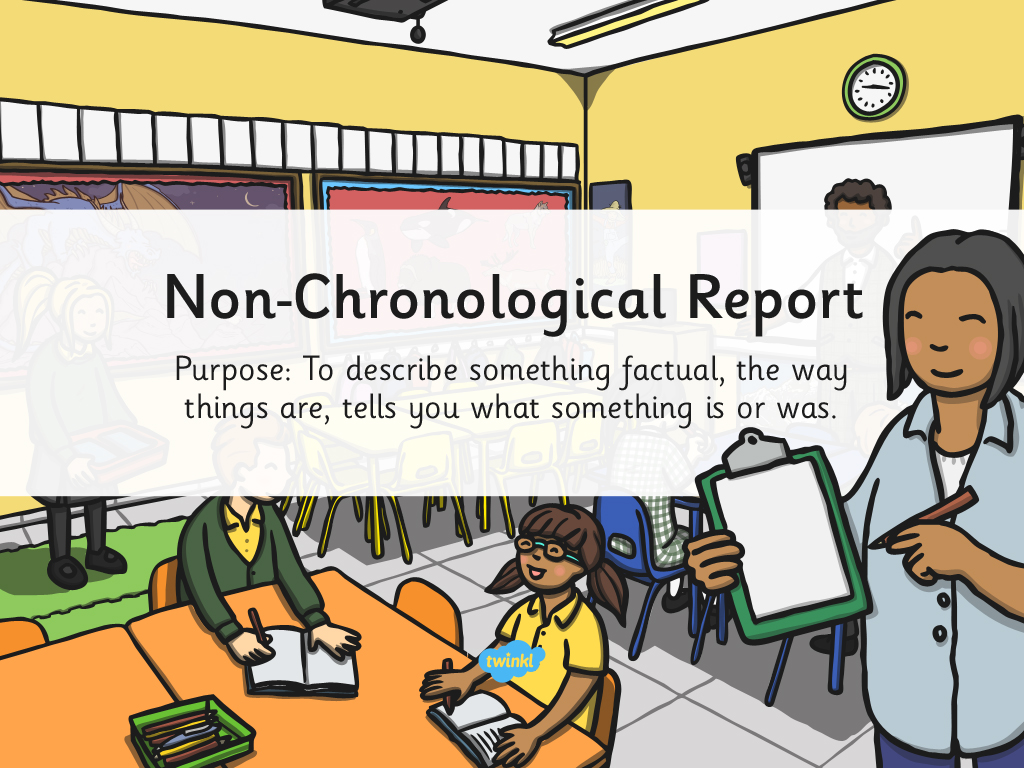 Non-Chronological Report
Purpose: To describe something factual, the way
things are, tells you what something is or was.
twinkl